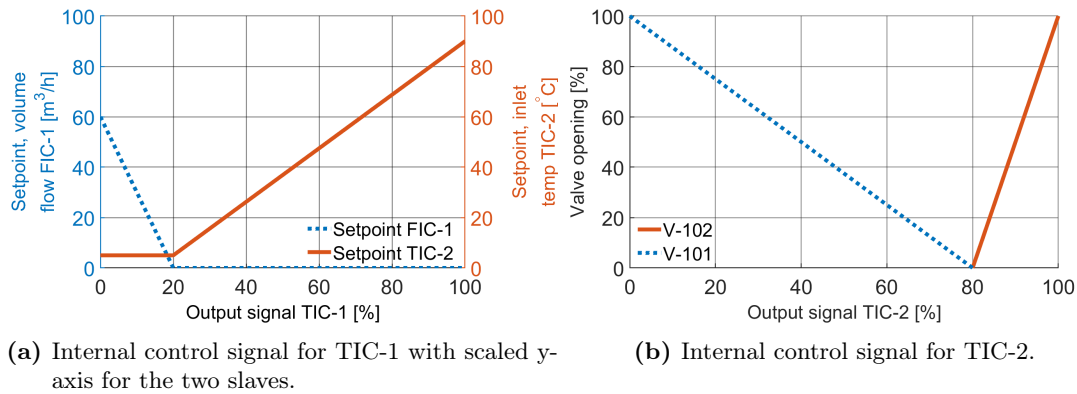 100
80
60
40
20
0
Setpoint, volume
flow FIC-1 [m³/h]
100
80
60
40
20
0
Setpoint, inlet
temp TIC-2 [°C]
Setpoint FIC-1
Setpoint TIC-2
0 20 40 60 80 100
Output signal TIC-1 [%]
100
80
60
40
20
0
Valve opening [%]
V-102
V-101
0 20 40 60 80 100
Output signal TIC-2 [%]
(a) Internal control signal for TIC-1 with scaled y-
axis for the two slaves.
(b) Internal control signal for TIC-2.